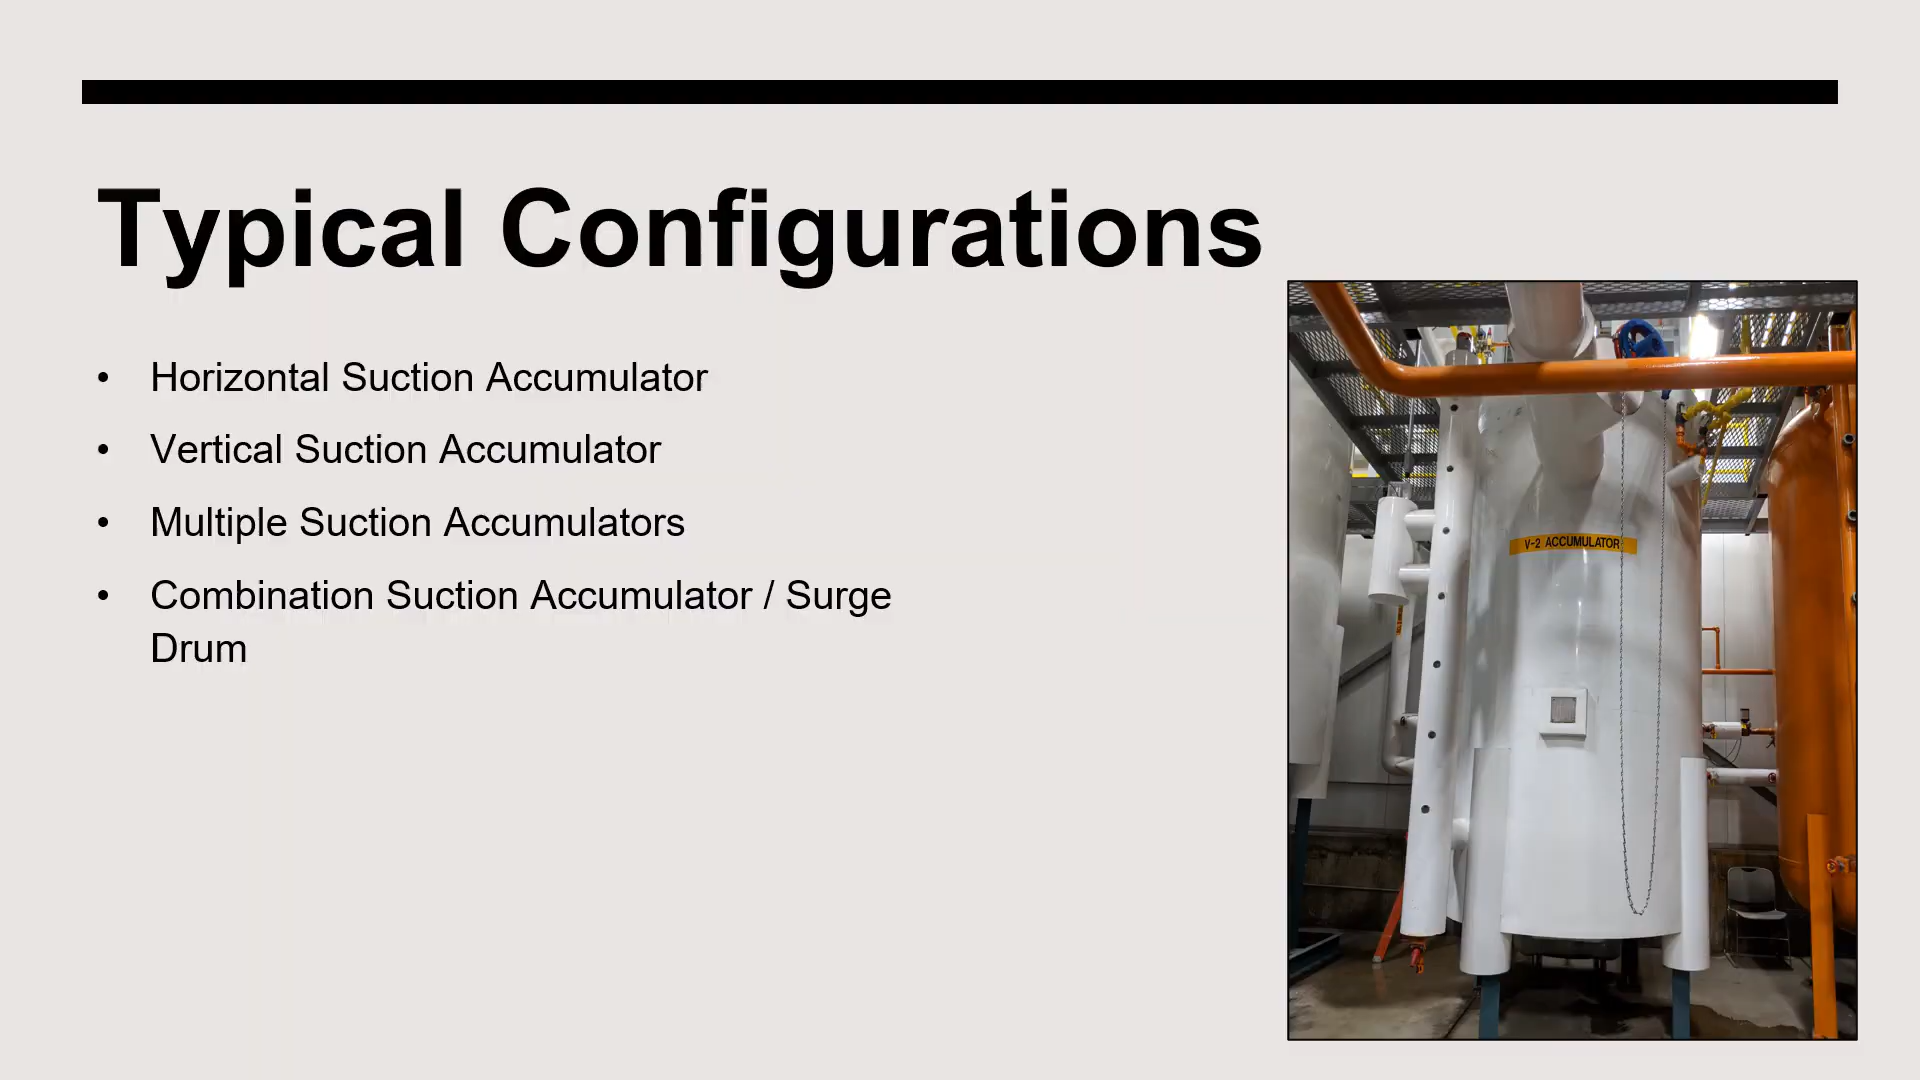 Typical Configurations
• Horizontal Suction Accumulator
• Vertical Suction Accumulator
• Multiple Suction Accumulators
• Combination Suction Accumulator / Surge
Drum
V-2 ACCUMULATOR